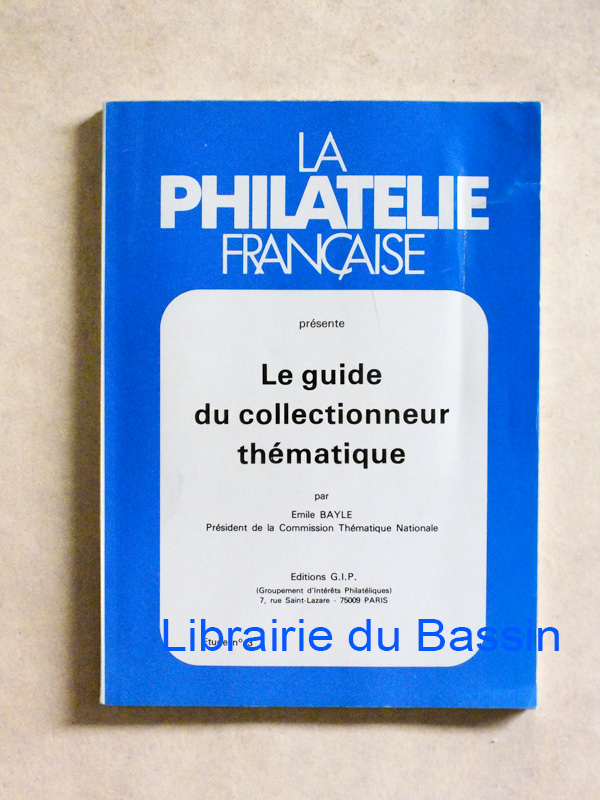 LA
PHILATELIE
FRANÇAISE
présente
Le guide
du collectionneur
thématique
par
Emile BAYLE
Président de la Commission Thématique Nationale
Editions G.I.P.
(Groupement d'Intérêts Philatéliques)
7, rue Saint-Lazare - 75009 PARIS
Etude n°
Librairie du Bassin